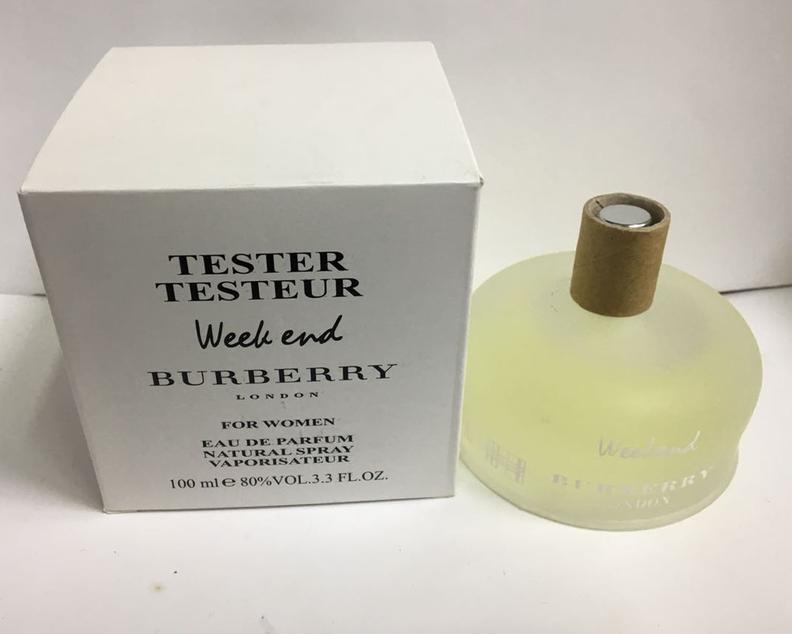 TESTER
TESTEUR
Week end
BURBERRY
LONDON
FOR WOMEN
EAU DE PARFUM
NATURAL SPRAY
VAPORISATEUR
100 ml e 80%VOL.3.3 FL.OZ.
Weekend
BURBERRY
LONDON